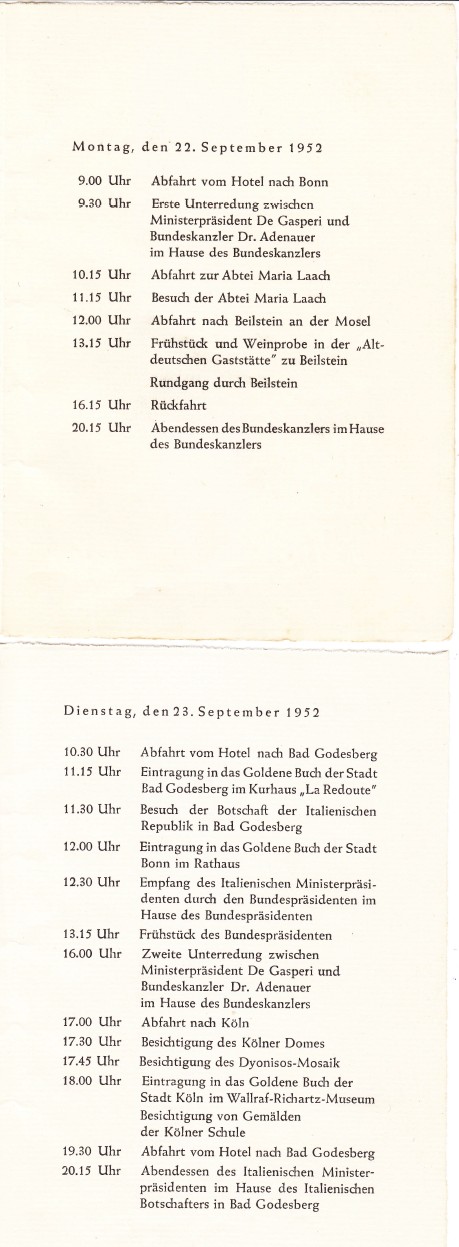 Montag, den 22. September 1952
9.00 Uhr Abfahrt vom Hotel nach Bonn
9.30 Uhr Erste Unterredung zwischen
Ministerpräsident De Gasperi und
Bundeskanzler Dr. Adenauer
im Hause des Bundeskanzlers
10.15 Uhr Abfahrt zur Abtei Maria Laach
11.15 Uhr Besuch der Abtei Maria Laach
12.00 Uhr Abfahrt nach Beilstein an der Mosel
13.15 Uhr Frühstück und Weinprobe in der „Alt-
deutschen Gaststätte" zu Beilstein
Rundgang durch Beilstein
16.15 Uhr Rückfahrt
20.15 Uhr Abendessen des Bundeskanzlers im Hause
des Bundeskanzlers
Dienstag, den 23. September 1952
10.30 Uhr Abfahrt vom Hotel nach Bad Godesberg
11.15 Uhr Eintragung in das Goldene Buch der Stadt
Bad Godesberg im Kurhaus „La Redoute"
11.30 Uhr Besuch der Botschaft der Italienischen
Republik in Bad Godesberg
12.00 Uhr Eintragung in das Goldene Buch der Stadt
Bonn im Rathaus
12.30 Uhr Empfang des Italienischen Ministerpräsi-
denten durch den Bundespräsidenten im
Hause des Bundespräsidenten
13.15 Uhr Frühstück des Bundespräsidenten
16.00 Uhr Zweite Unterredung zwischen
Ministerpräsident De Gasperi und
Bundeskanzler Dr. Adenauer
im Hause des Bundeskanzlers
17.00 Uhr Abfahrt nach Köln
17.30 Uhr Besichtigung des Kölner Domes
17.45 Uhr Besichtigung des Dyonisos-Mosaik
18.00 Uhr Eintragung in das Goldene Buch der
Stadt Köln im Wallraf-Richartz-Museum
Besichtigung von Gemälden
der Kölner Schule
19.30 Uhr Abfahrt vom Hotel nach Bad Godesberg
20.15 Uhr Abendessen des Italienischen Minister-
präsidenten im Hause des Italienischen
Botschafters in Bad Godesberg